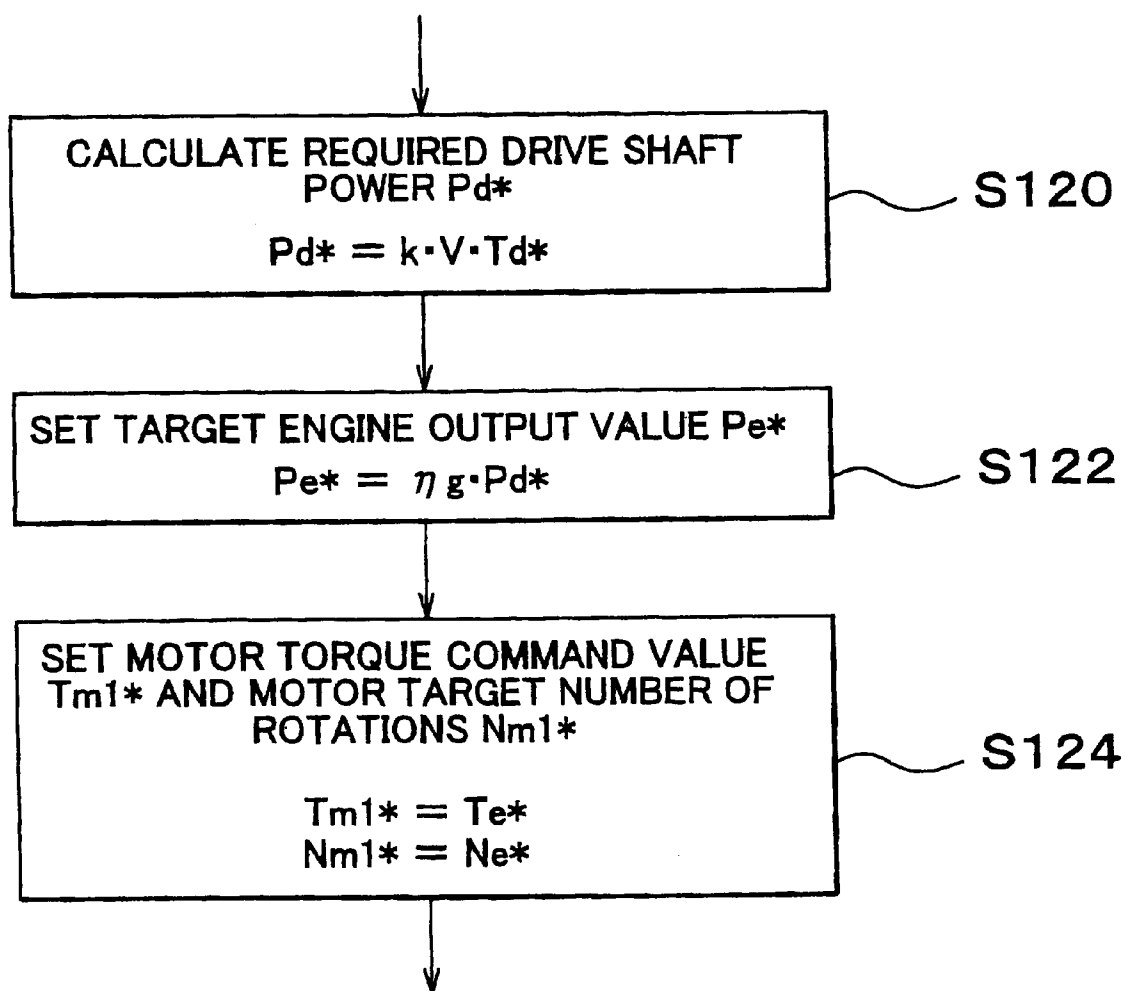 CALCULATE REQUIRED DRIVE SHAFT
POWER Pd*
Pd* = k·V·Td*
S120
SET TARGET ENGINE OUTPUT VALUE Pe*
Pe* = ηg·Pd*
S122
SET MOTOR TORQUE COMMAND VALUE
Tm1* AND MOTOR TARGET NUMBER OF
ROTATIONS Nm1*
Tm1* = Te*
Nm1* = Ne*
S124